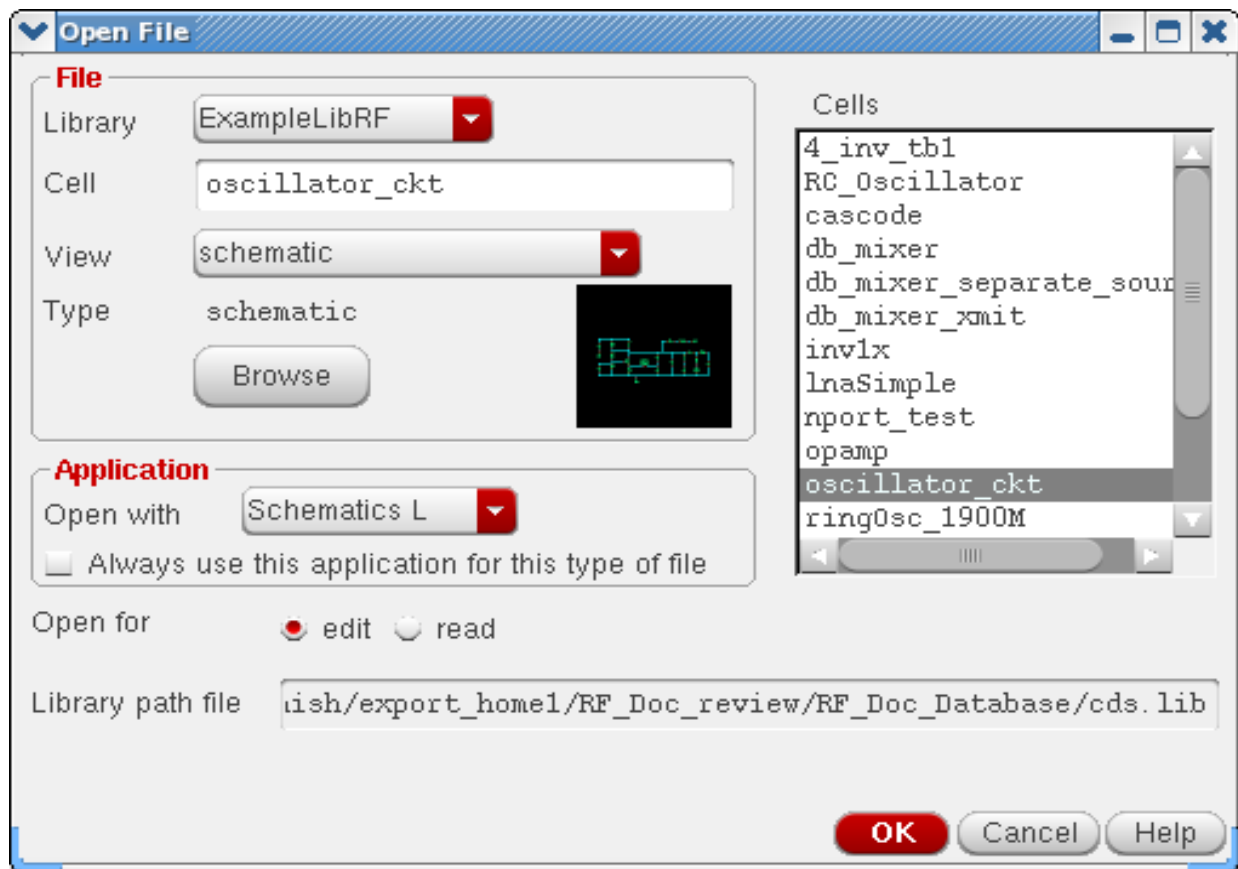 Open File
File
Library ExampleLibRF
Cell oscillator_ckt
View schematic
Type schematic
Browse
Application
Open with Schematics L
Always use this application for this type of file
Open for edit read
Library path file ish/export_home1/RF_Doc_review/RF_Doc_Database/cds.lib
Cells
4_inv_tb1
RC_Oscillator
cascode
db_mixer
db_mixer_separate_sour
db_mixer_xmit
inv1x
lnaSimple
nport_test
opamp
oscillator_ckt
ringOsc_1900M
OK Cancel Help